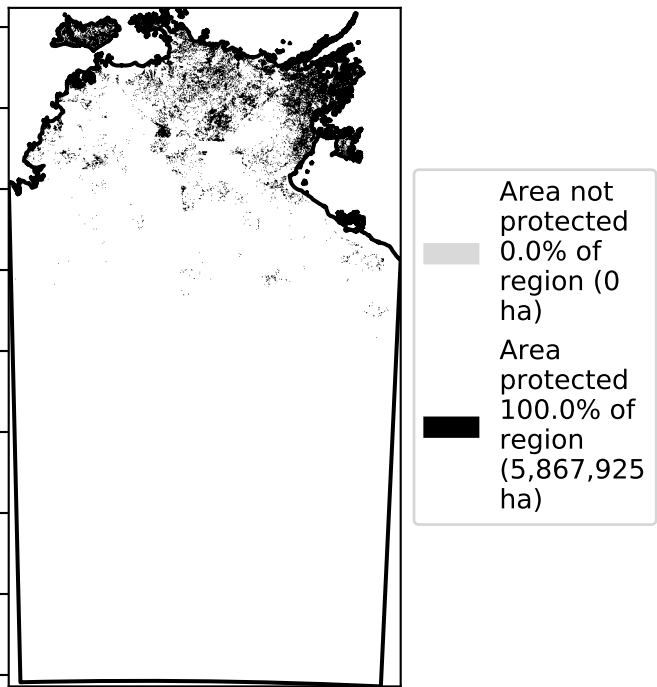 Area not
protected
0.0% of
region (0
ha)
Area
protected
100.0% of
region
(5,867,925
ha)